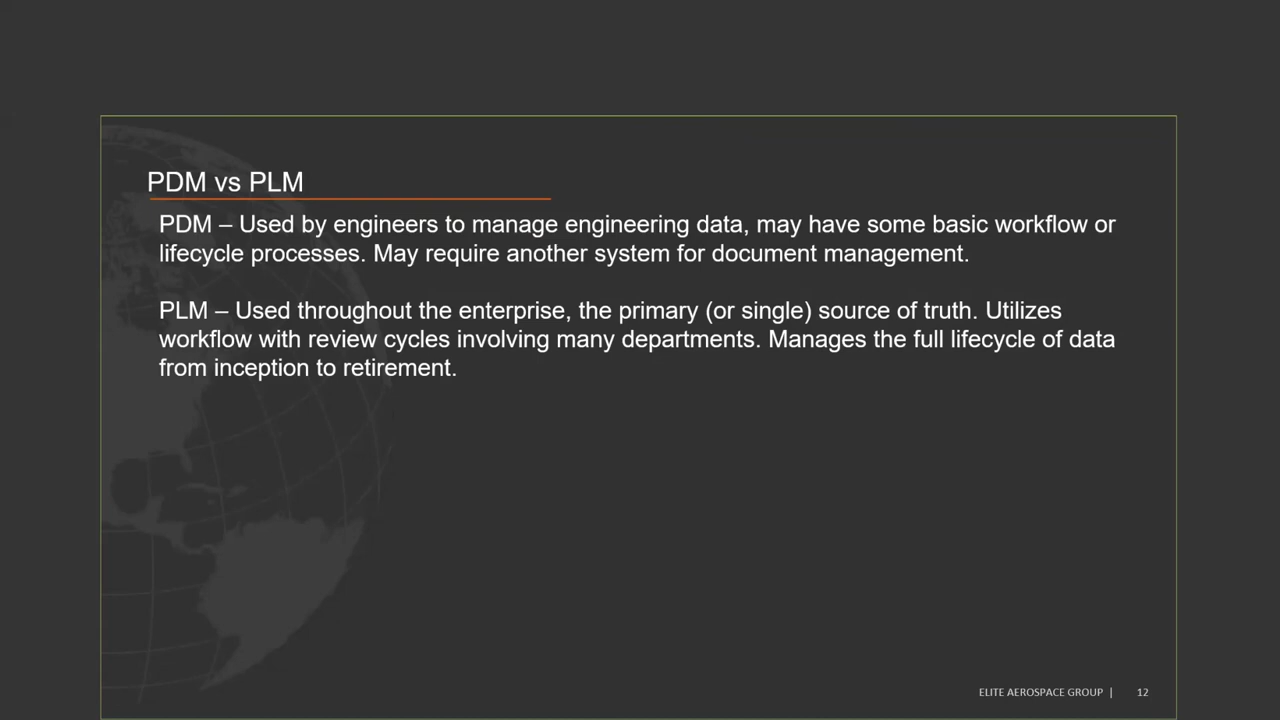 PDM vs PLM
PDM – Used by engineers to manage engineering data, may have some basic workflow or
lifecycle processes. May require another system for document management.
PLM – Used throughout the enterprise, the primary (or single) source of truth. Utilizes
workflow with review cycles involving many departments. Manages the full lifecycle of data
from inception to retirement.
ELITE AEROSPACE GROUP | 12